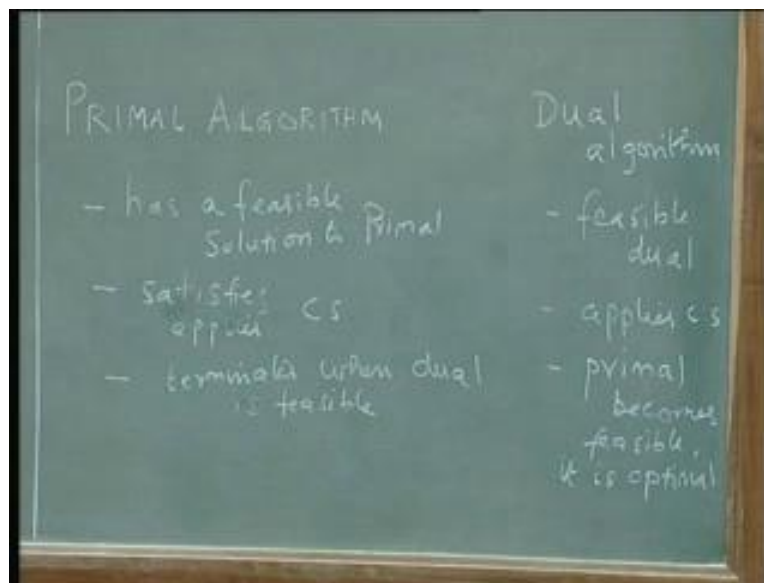 PRIMAL ALGORITHM
- has a feasible
Solution to Primal
- satisfies CS
applies
- terminates when dual
is feasible
Dual
algorithm
- feasible
dual
- applies CS
- primal
becomes
feasible,
it is optimal